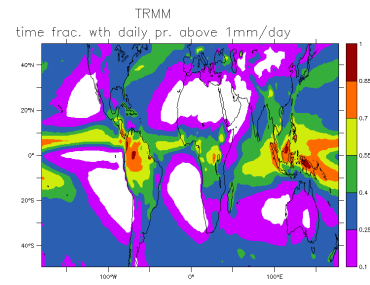 TRMM
time frac. wth daily pr. above 1mm/day
40°N
20°N
0°
20°S
40°S
100°W
0°
100°E
1
0.85
0.7
0.55
0.4
0.25
0.1